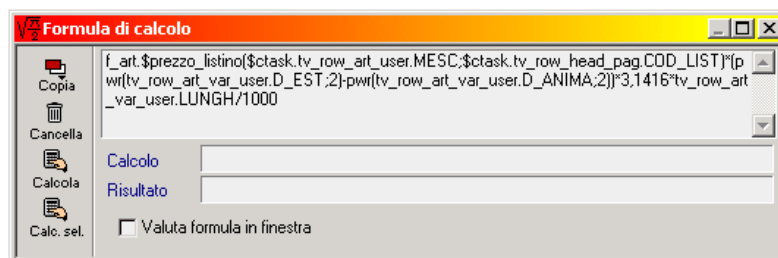 Formula di calcolo
Copia
Cancella
Calcola
Calc. sel.
f_art.$prezzo_listino($ctask.tv_row_art_user.MESC;$ctask.tv_row_head_pag.COD_LIST)*(p
wr(tv_row_art_var_user.D_EST;2)-pwr(tv_row_art_var_user.D_ANIMA;2))*3,1416*tv_row_art
_var_user.LUNGH/1000
Calcolo
Risultato
Valuta formula in finestra